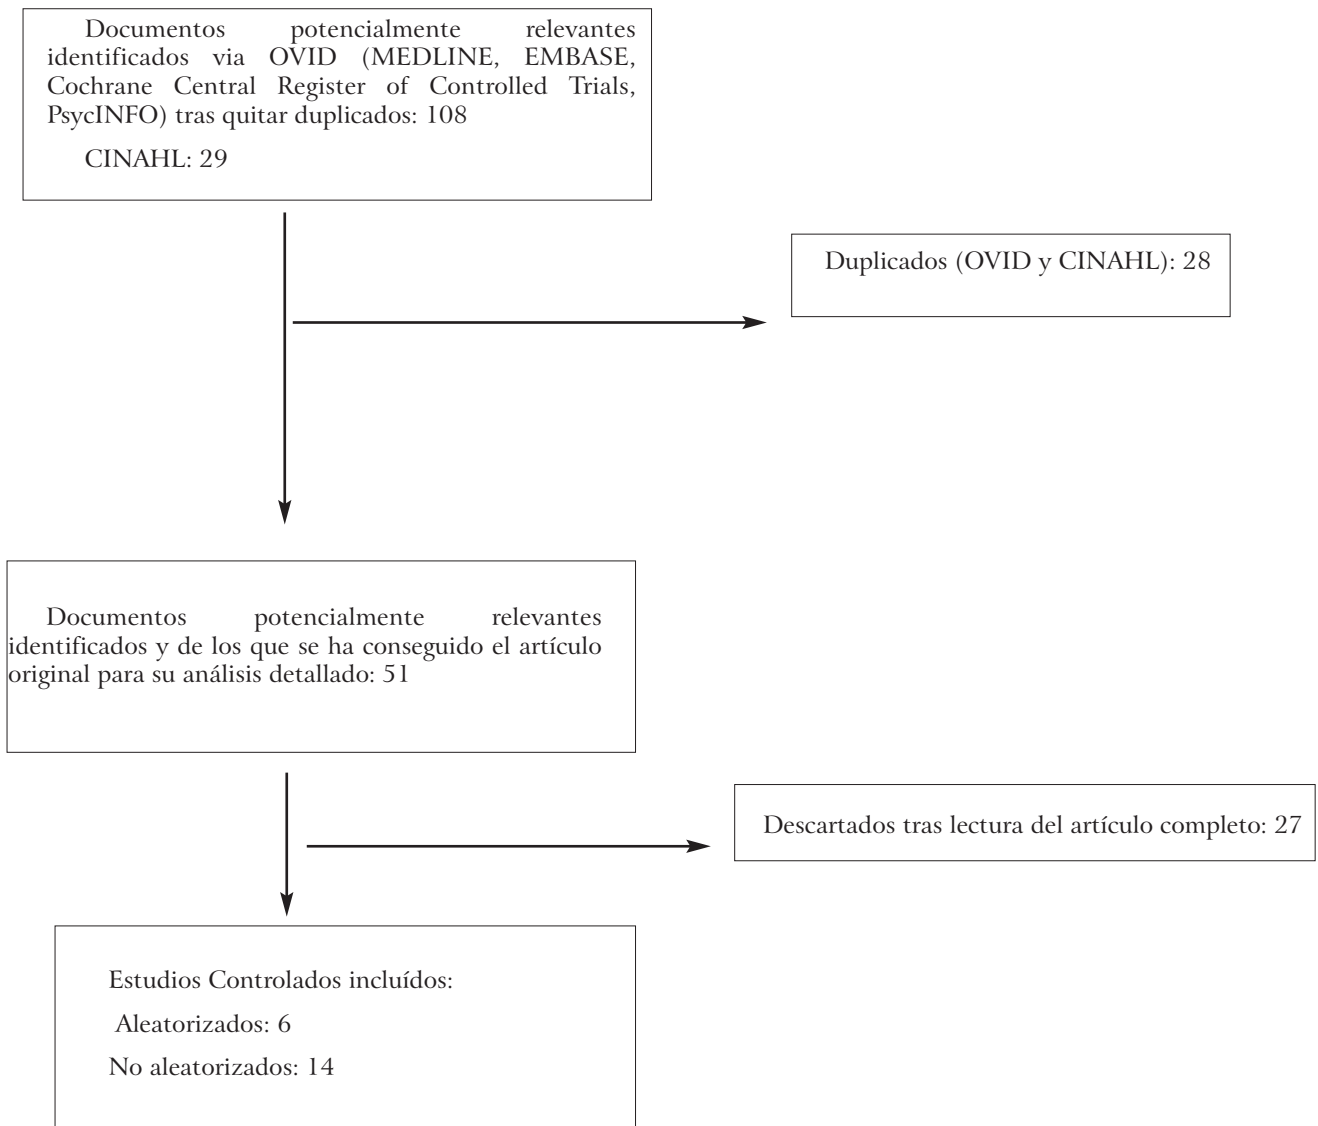 Documentos potencialmente relevantes
identificados via OVID (MEDLINE, EMBASE,
Cochrane Central Register of Controlled Trials,
PsycINFO) tras quitar duplicados: 108
CINAHL: 29
Duplicados (OVID y CINAHL): 28
Documentos potencialmente relevantes
identificados y de los que se ha conseguido el artículo
original para su análisis detallado: 51
Descartados tras lectura del artículo completo: 27
Estudios Controlados incluídos:
Aleatorizados: 6
No aleatorizados: 14